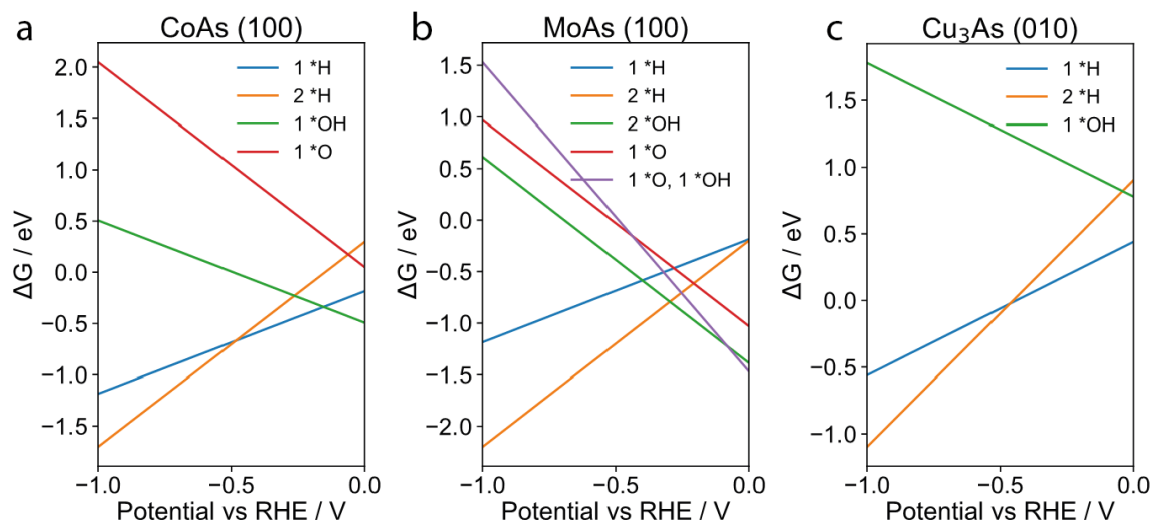 a
CoAs (100)
1 *H
2 *H
1 *OH
1 *O
2.0
1.5
1.0
0.5
0.0
−0.5
−1.0
−1.5
ΔG / eV
−1.0
−0.5
0.0
Potential vs RHE / V
b
MoAs (100)
1 *H
2 *H
2 *OH
1 *O
1 *O, 1 *OH
1.5
1.0
0.5
0.0
−0.5
−1.0
−1.5
−2.0
ΔG / eV
−1.0
−0.5
0.0
Potential vs RHE / V
c
Cu₃As (010)
1 *H
2 *H
1 *OH
1.5
1.0
0.5
0.0
−0.5
−1.0
ΔG / eV
−1.0
−0.5
0.0
Potential vs RHE / V